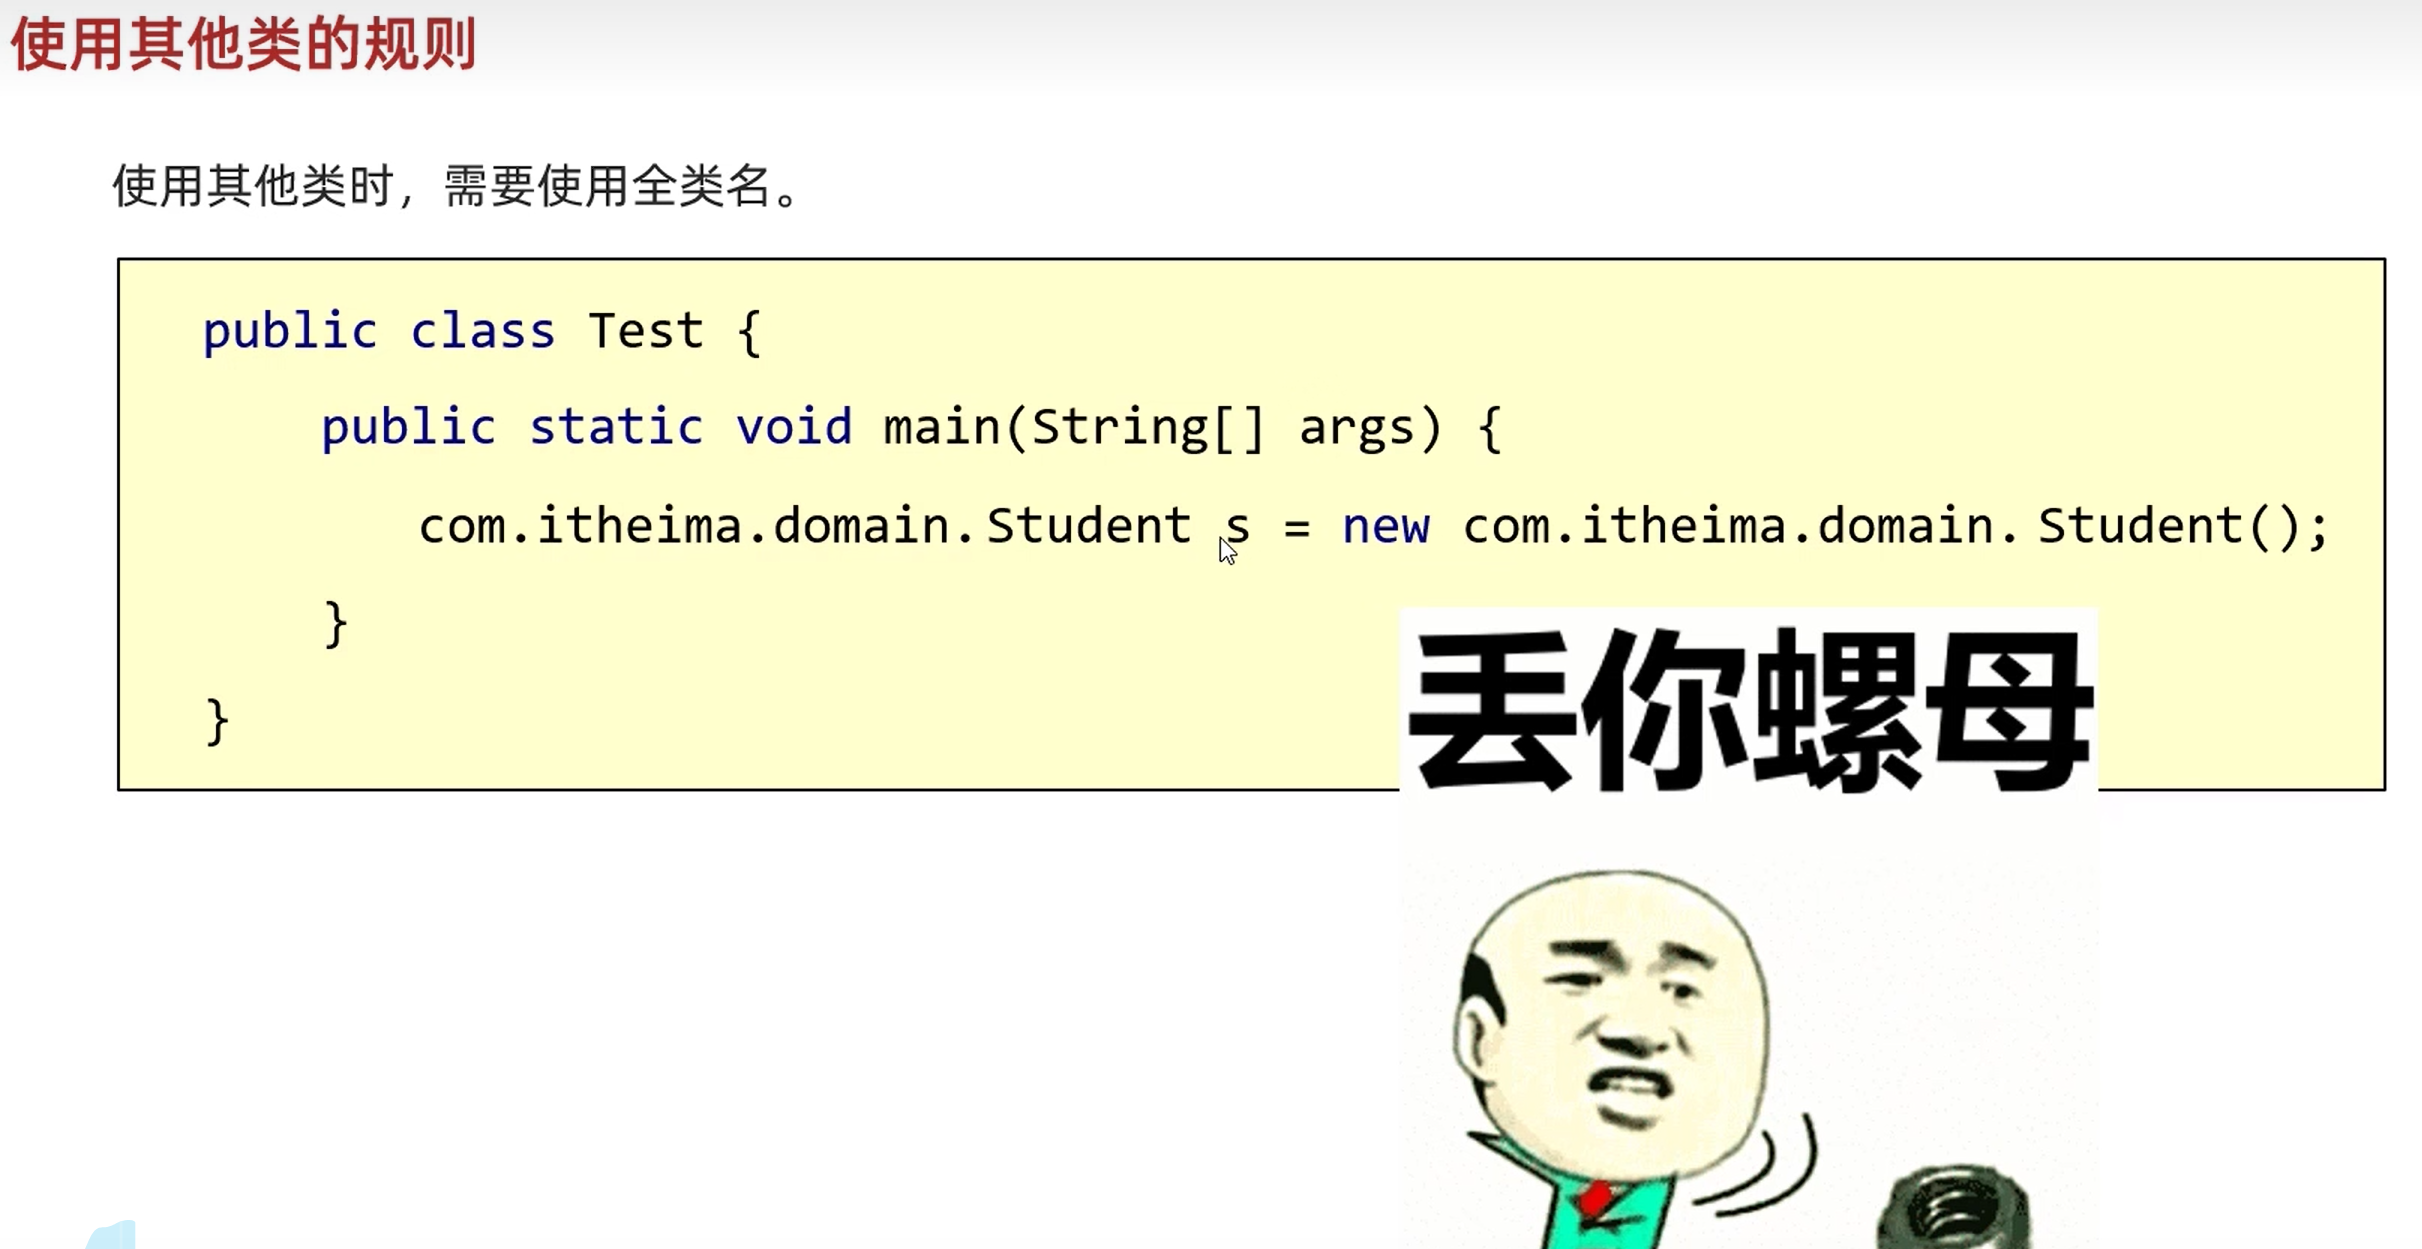 使用其他类的规则
使用其他类时，需要使用全类名。
public class Test {
public static void main(String[] args) {
com.itheima.domain.Student s = new com.itheima.domain. Student();
}
}
丢你螺母